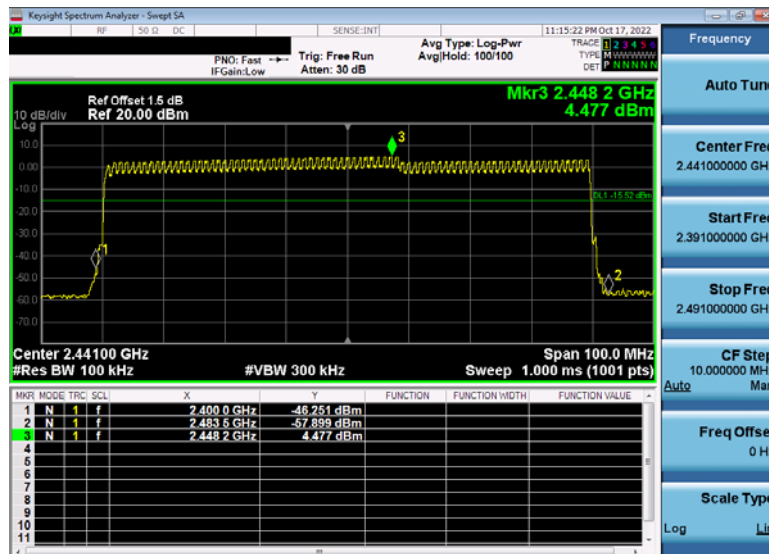 Keysight Spectrum Analyzer - Swept SA
RF 50 Ω DC SENSE:INT 11:15:22 PM Oct 17, 2022
Frequency
PNO: Fast Trig: Free Run Avg Type: Log-Pwr TRACE 1 2 3 4 5 6
IFGain:Low Atten: 30 dB Avg|Hold: 100/100 TYPE M W W W W W
DET P N N N N N
Auto Tune
Ref Offset 1.5 dB Mkr3 2.448 2 GHz
10 dB/div Ref 20.00 dBm 4.477 dBm
Log
10.0
0.00
-10.0
-20.0
-30.0
-40.0
-50.0
-60.0
-70.0
3
DL1 -15.52 dBm
1
2
Center 2.44100 GHz Span 100.0 MHz
#Res BW 100 kHz #VBW 300 kHz Sweep 1.000 ms (1001 pts)
MKR MODE TRC SCL X Y FUNCTION FUNCTION WIDTH FUNCTION VALUE
1 N 1 f 2.400 0 GHz -46.251 dBm
2 N 1 f 2.483 5 GHz -57.899 dBm
3 N 1 f 2.448 2 GHz 4.477 dBm
4
5
6
7
8
9
10
11
Center Freq
2.441000000 GHz
Start Freq
2.391000000 GHz
Stop Freq
2.491000000 GHz
CF Step
10.000000 MHz
Auto Man
Freq Offset
0 Hz
Scale Type
Log Lin